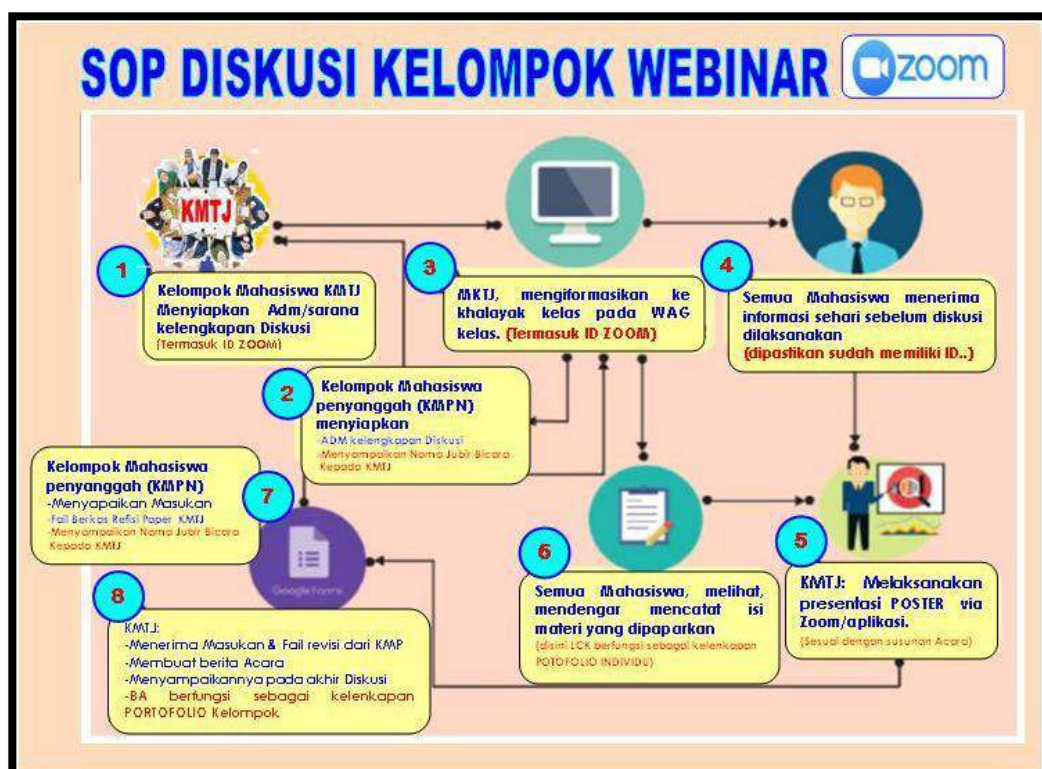 SOP DISKUSI KELOMPOK WEBINAR
zoom
KMTJ
1
Kelompok Mahasiswa KMTJ
Menyiapkan Adm/sarana
kelengkapan Diskusi
(Termasuk ID ZOOM)
2
Kelompok Mahasiswa
penyanggah (KMPN)
menyiapkan
-ADM kelengkapan Diskusi
-Menyampaikan Nama Jubir Bicara
Kepada KMTJ
3
MKTJ, mengiformasikan ke
khalayak kelas pada WAG
kelas. (Termasuk ID ZOOM)
4
Semua Mahasiswa menerima
informasi sehari sebelum diskusi
dilaksanakan
(dipastikan sudah memiliki ID..)
5
KMTJ: Melaksanakan
presentasi POSTER via
Zoom/aplikasi.
(Sesuai dengan susunan Acara)
6
Semua Mahasiswa, melihat,
mendengar mencatat isi
materi yang dipaparkan
(disini LCK berfungsi sebagai kelenkapan
POTOFOLIO INDIVIDU)
7
Kelompok Mahasiswa
penyanggah (KMPN)
-Menyapaikan Masukan
-Fail Berkas Refisi Paper KMTJ
-Menyampaikan Nama Jubir Bicara
Kepada KMTJ
Google Forms
8
KMTJ:
-Menerima Masukan & Fail revisi dari KMP
-Membuat berita Acara
-Menyampaikannya pada akhir Diskusi
-BA berfungsi sebagai kelenkapan
PORTOFOLIO Kelompok